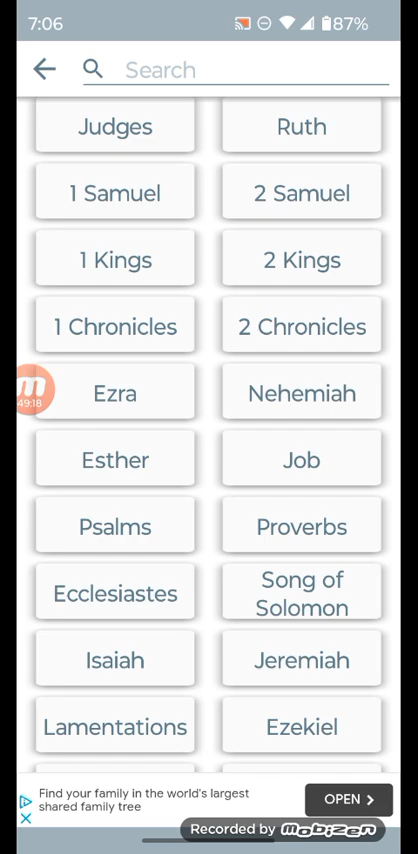 7:06 87%
Search
Judges Ruth
1 Samuel 2 Samuel
1 Kings 2 Kings
1 Chronicles 2 Chronicles
49:18 Ezra Nehemiah
Esther Job
Psalms Proverbs
Ecclesiastes Song of
Solomon
Isaiah Jeremiah
Lamentations Ezekiel
Find your family in the world's largest
shared family tree
OPEN
Recorded by mobizen